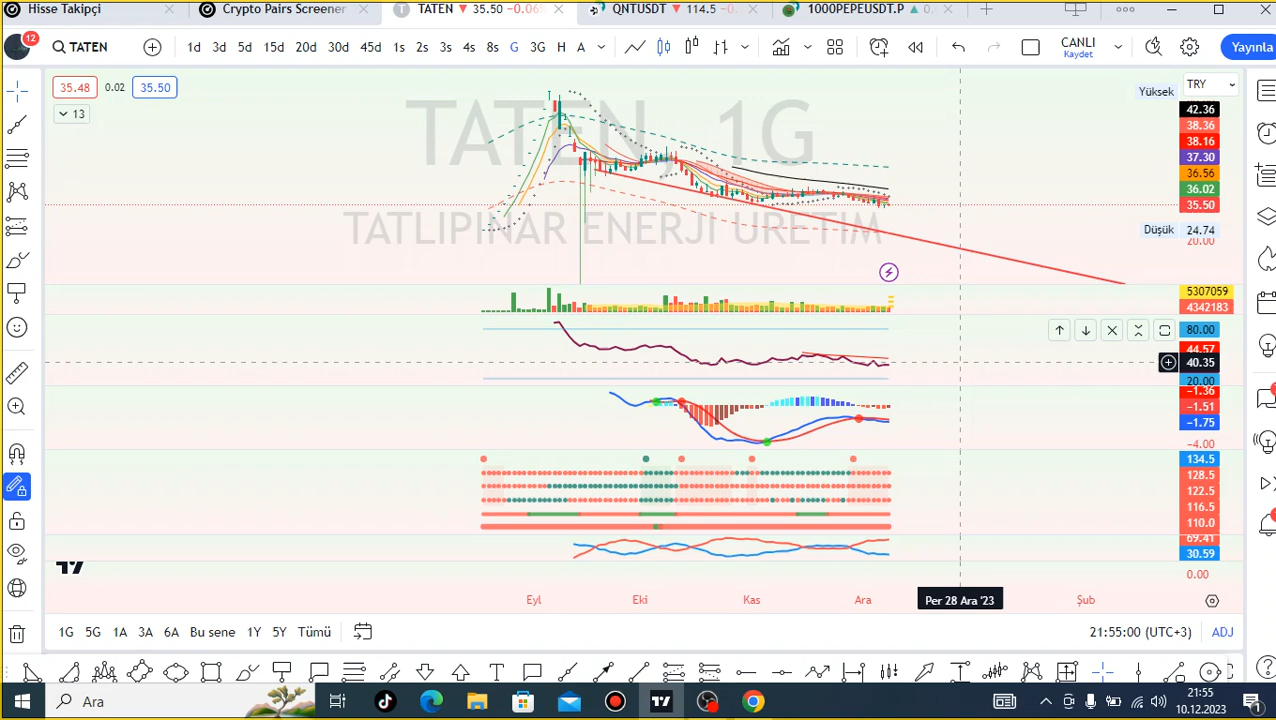 Hisse Takipçi
Crypto Pairs Screener
TATEN 35.50
QNTUSDT 114.5
1000PEPEUSDT.P 0.
12
TATEN
1d 3d 5d 15d 20d 30d 45d 1s 2s 3s 4s 8s G 3G H A
CANLI
Kaydet
Yayınla
35.48 0.02 35.50
13
TATEN, 1G
TATLIPINAR ENERJI URETIM
TRY
Yüksek 42.36
38.36
38.16
37.30
36.56
36.02
35.50
Düşük 24.74
20.00
5307059
4342183
80.00
44.57
40.35
20.00
−1.36
−1.51
−1.75
−4.00
134.5
128.5
122.5
116.5
110.0
69.41
30.59
0.00
Eyl Eki Kas Ara Per 28 Ara '23 Şub
1G 5G 1A 3A 6A Bu sene 1Y 5Y Tümü
21:55:00 (UTC+3) ADJ
Ara
21:55
10.12.2023
1